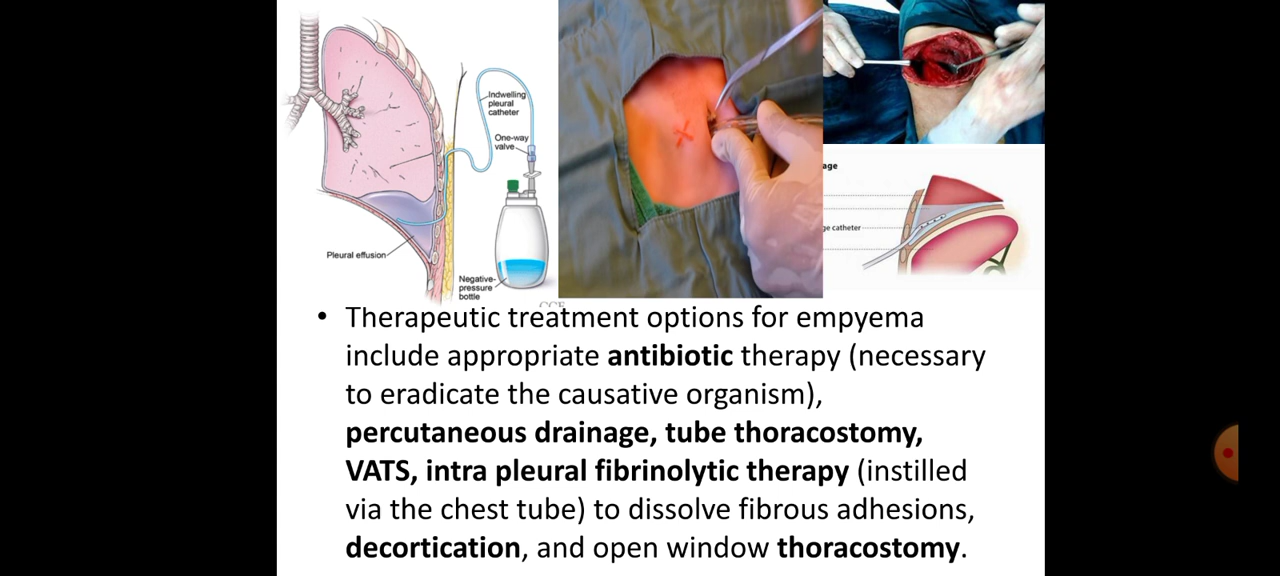 Indwelling
pleural
catheter
One-way
valve
Pleural effusion
Negative-
pressure
bottle
age
ge catheter
• Therapeutic treatment options for empyema
include appropriate antibiotic therapy (necessary
to eradicate the causative organism),
percutaneous drainage, tube thoracostomy,
VATS, intra pleural fibrinolytic therapy (instilled
via the chest tube) to dissolve fibrous adhesions,
decortication, and open window thoracostomy.